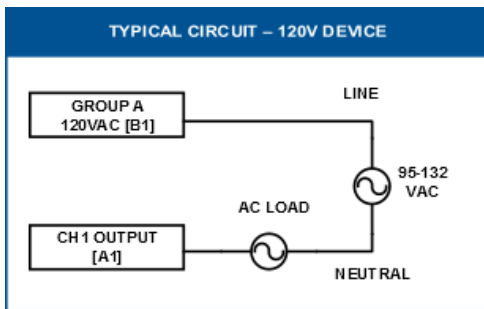 TYPICAL CIRCUIT – 120V DEVICE
GROUP A
120VAC [B1]
LINE
95-132
VAC
AC LOAD
CH1 OUTPUT
[A1]
NEUTRAL